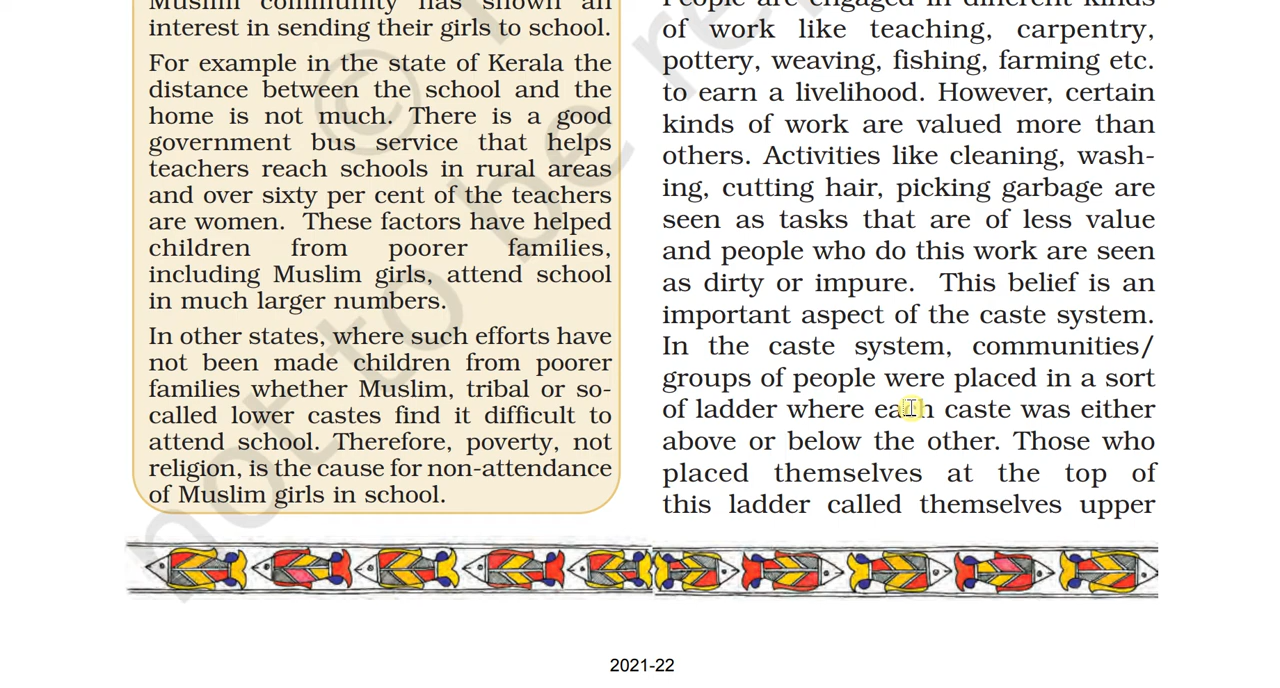 Muslim community has shown an
interest in sending their girls to school.
For example in the state of Kerala the
distance between the school and the
home is not much. There is a good
government bus service that helps
teachers reach schools in rural areas
and over sixty per cent of the teachers
are women. These factors have helped
children from poorer families,
including Muslim girls, attend school
in much larger numbers.
In other states, where such efforts have
not been made children from poorer
families whether Muslim, tribal or so-
called lower castes find it difficult to
attend school. Therefore, poverty, not
religion, is the cause for non-attendance
of Muslim girls in school.
People are engaged in different kinds
of work like teaching, carpentry,
pottery, weaving, fishing, farming etc.
to earn a livelihood. However, certain
kinds of work are valued more than
others. Activities like cleaning, wash-
ing, cutting hair, picking garbage are
seen as tasks that are of less value
and people who do this work are seen
as dirty or impure. This belief is an
important aspect of the caste system.
In the caste system, communities/
groups of people were placed in a sort
of ladder where each caste was either
above or below the other. Those who
placed themselves at the top of
this ladder called themselves upper
©
not to be re
2021-22